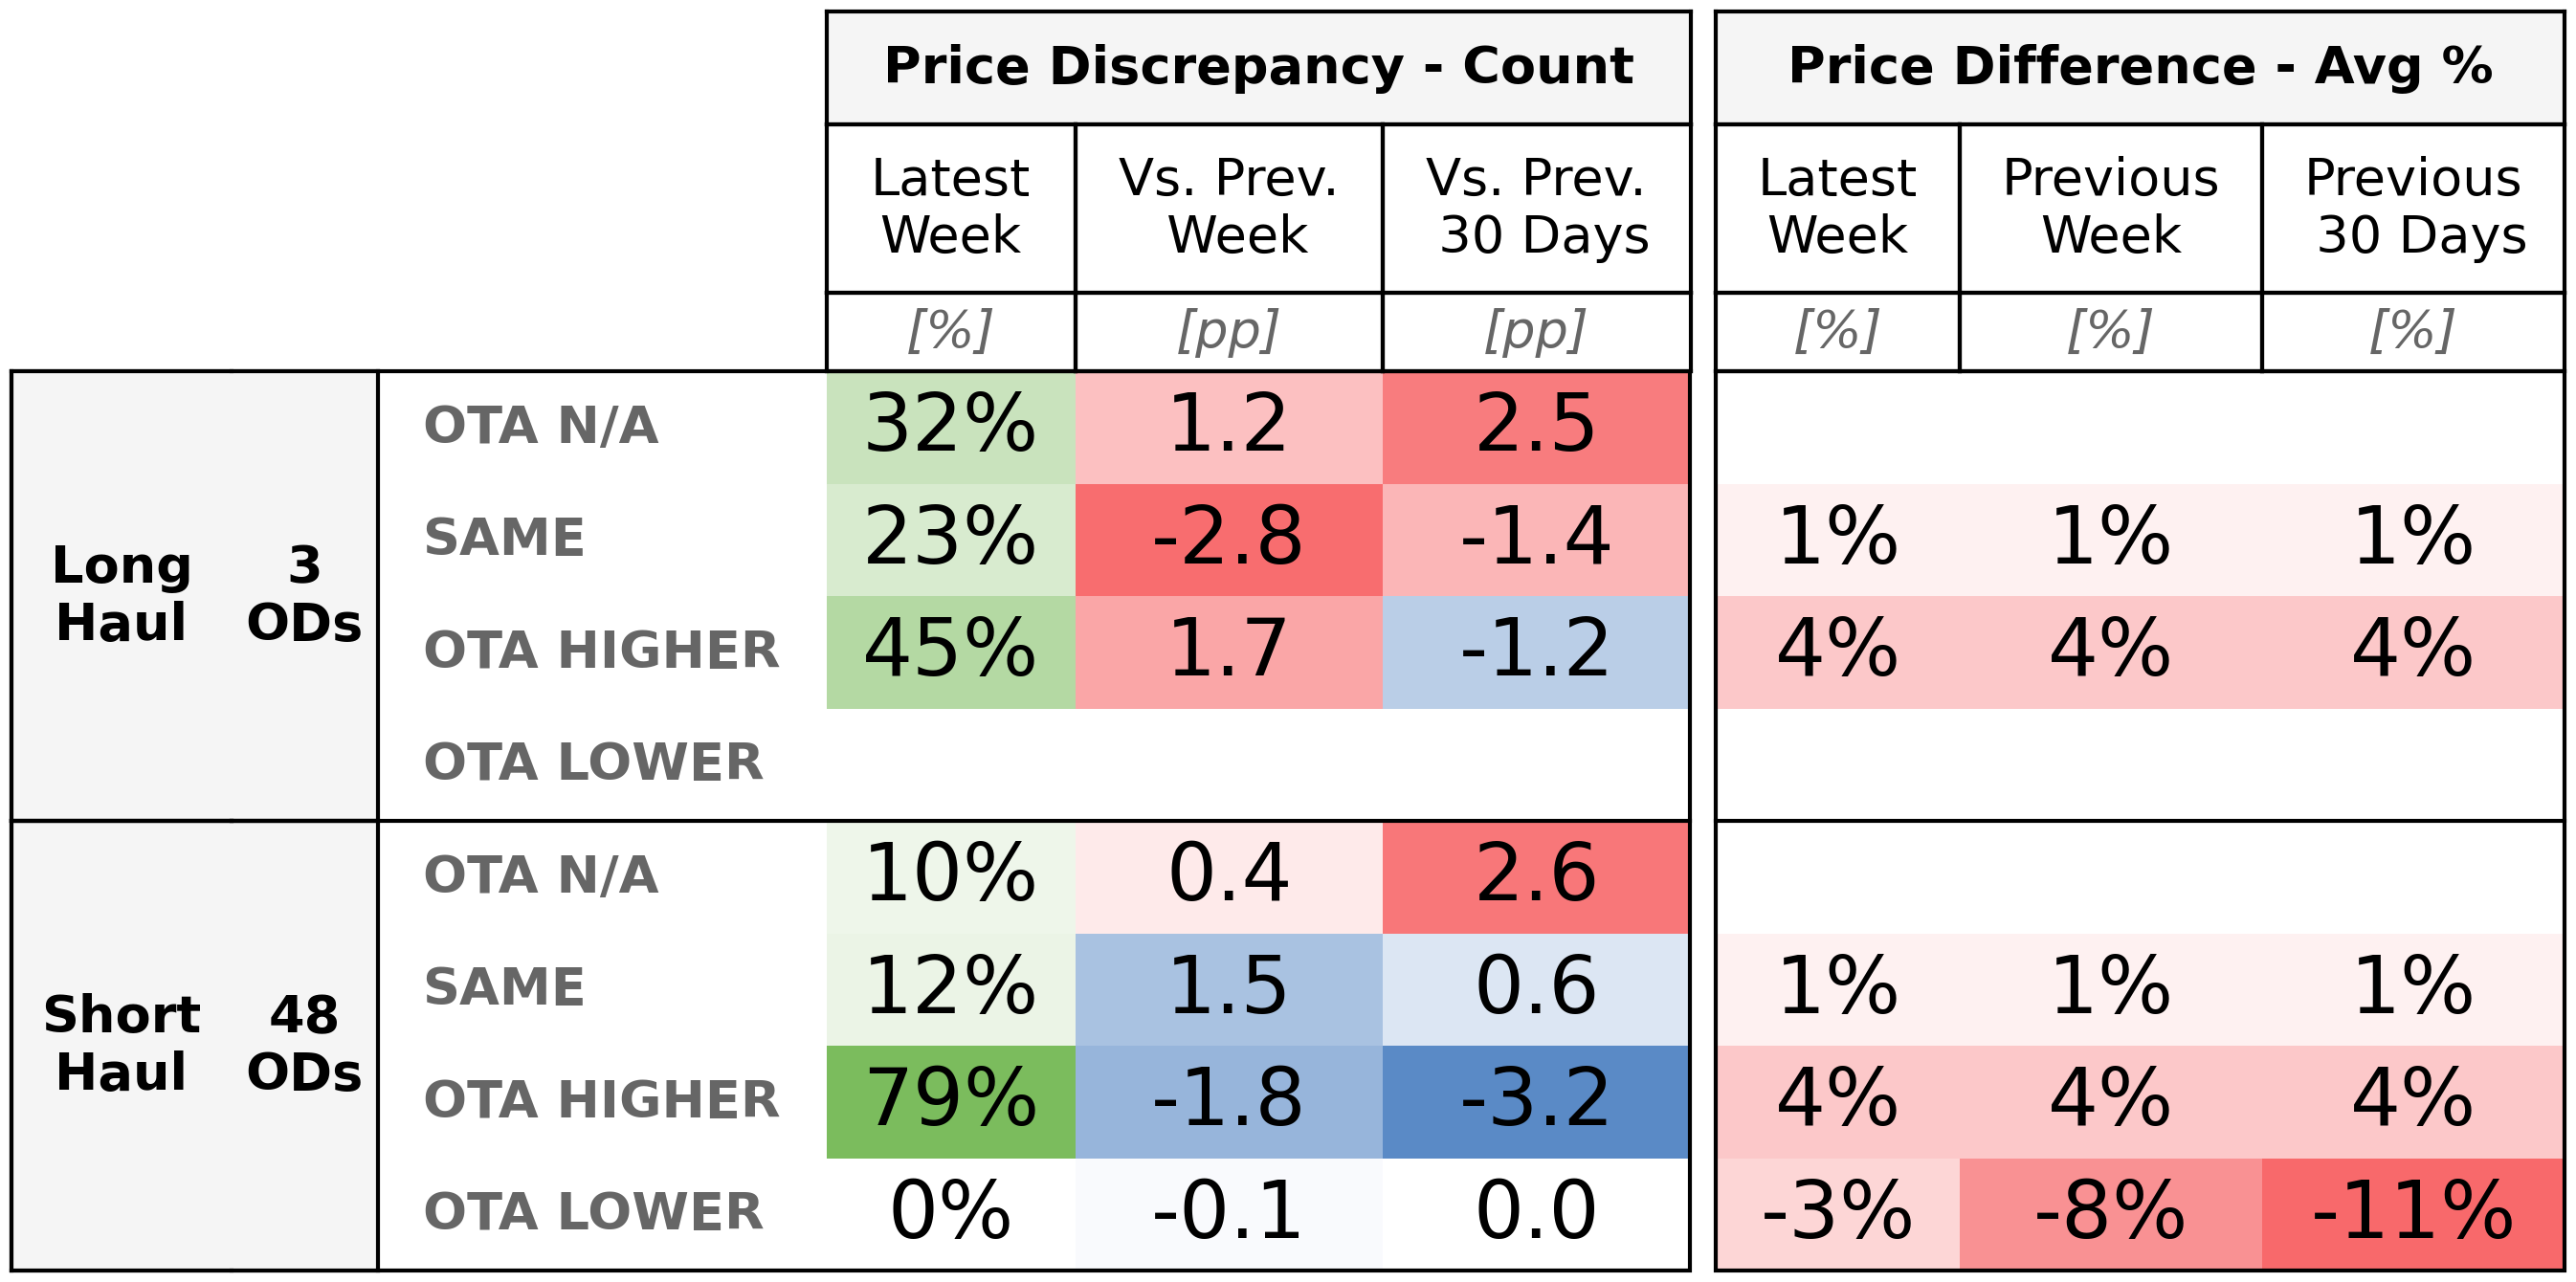 Price Discrepancy - Count Price Difference - Avg %
Latest Week Vs. Prev. Week Vs. Prev. 30 Days Latest Week Previous Week Previous 30 Days
[%] [pp] [pp] [%] [%] [%]
Long Haul 3 ODs
OTA N/A 32% 1.2 2.5
SAME 23% -2.8 -1.4 1% 1% 1%
OTA HIGHER 45% 1.7 -1.2 4% 4% 4%
OTA LOWER
Short Haul 48 ODs
OTA N/A 10% 0.4 2.6
SAME 12% 1.5 0.6 1% 1% 1%
OTA HIGHER 79% -1.8 -3.2 4% 4% 4%
OTA LOWER 0% -0.1 0.0 -3% -8% -11%